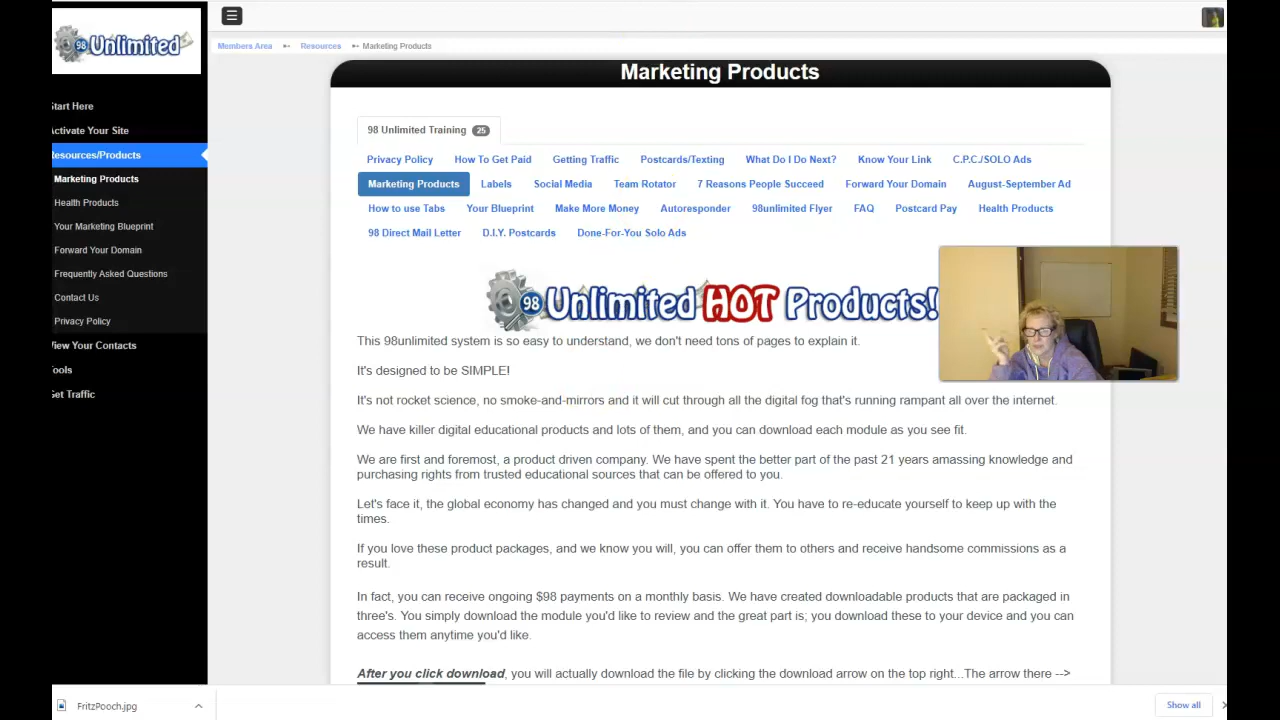 98 Unlimited
☰
Members Area Resources Marketing Products
Start Here
Activate Your Site
Resources/Products
Marketing Products
Health Products
Your Marketing Blueprint
Forward Your Domain
Frequently Asked Questions
Contact Us
Privacy Policy
View Your Contacts
Tools
Get Traffic
Marketing Products
98 Unlimited Training 25
Privacy Policy How To Get Paid Getting Traffic Postcards/Texting What Do I Do Next? Know Your Link C.P.C./SOLO Ads
Marketing Products Labels Social Media Team Rotator 7 Reasons People Succeed Forward Your Domain August-September Ad
How to use Tabs Your Blueprint Make More Money Autoresponder 98unlimited Flyer FAQ Postcard Pay Health Products
98 Direct Mail Letter D.I.Y. Postcards Done-For-You Solo Ads
98 Unlimited HOT Products!
This 98unlimited system is so easy to understand, we don't need tons of pages to explain it.
It's designed to be SIMPLE!
It's not rocket science, no smoke-and-mirrors and it will cut through all the digital fog that's running rampant all over the internet.
We have killer digital educational products and lots of them, and you can download each module as you see fit.
We are first and foremost, a product driven company. We have spent the better part of the past 21 years amassing knowledge and
purchasing rights from trusted educational sources that can be offered to you.
Let's face it, the global economy has changed and you must change with it. You have to re-educate yourself to keep up with the
times.
If you love these product packages, and we know you will, you can offer them to others and receive handsome commissions as a
result.
In fact, you can receive ongoing $98 payments on a monthly basis. We have created downloadable products that are packaged in
three's. You simply download the module you'd like to review and the great part is; you download these to your device and you can
access them anytime you'd like.
After you click download, you will actually download the file by clicking the download arrow on the top right...The arrow there -->
FritzPooch.jpg
Show all